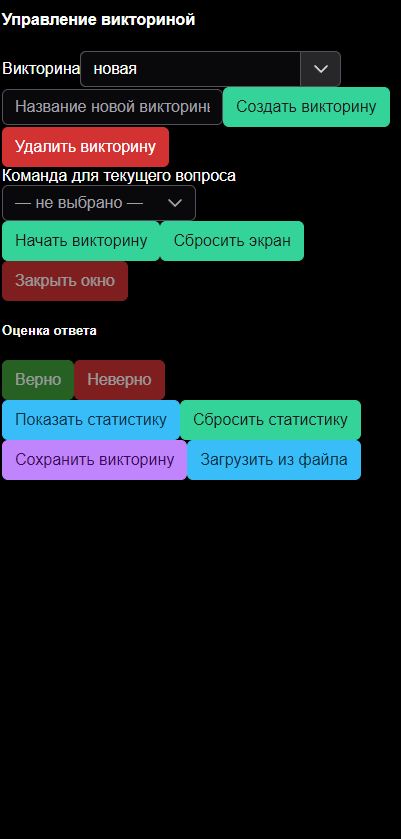 Управление викториной
Викторина новая
Название новой викторины Создать викторину
Удалить викторину
Команда для текущего вопроса
— не выбрано —
Начать викторину Сбросить экран
Закрыть окно
Оценка ответа
Верно Неверно
Показать статистику Сбросить статистику
Сохранить викторину Загрузить из файла